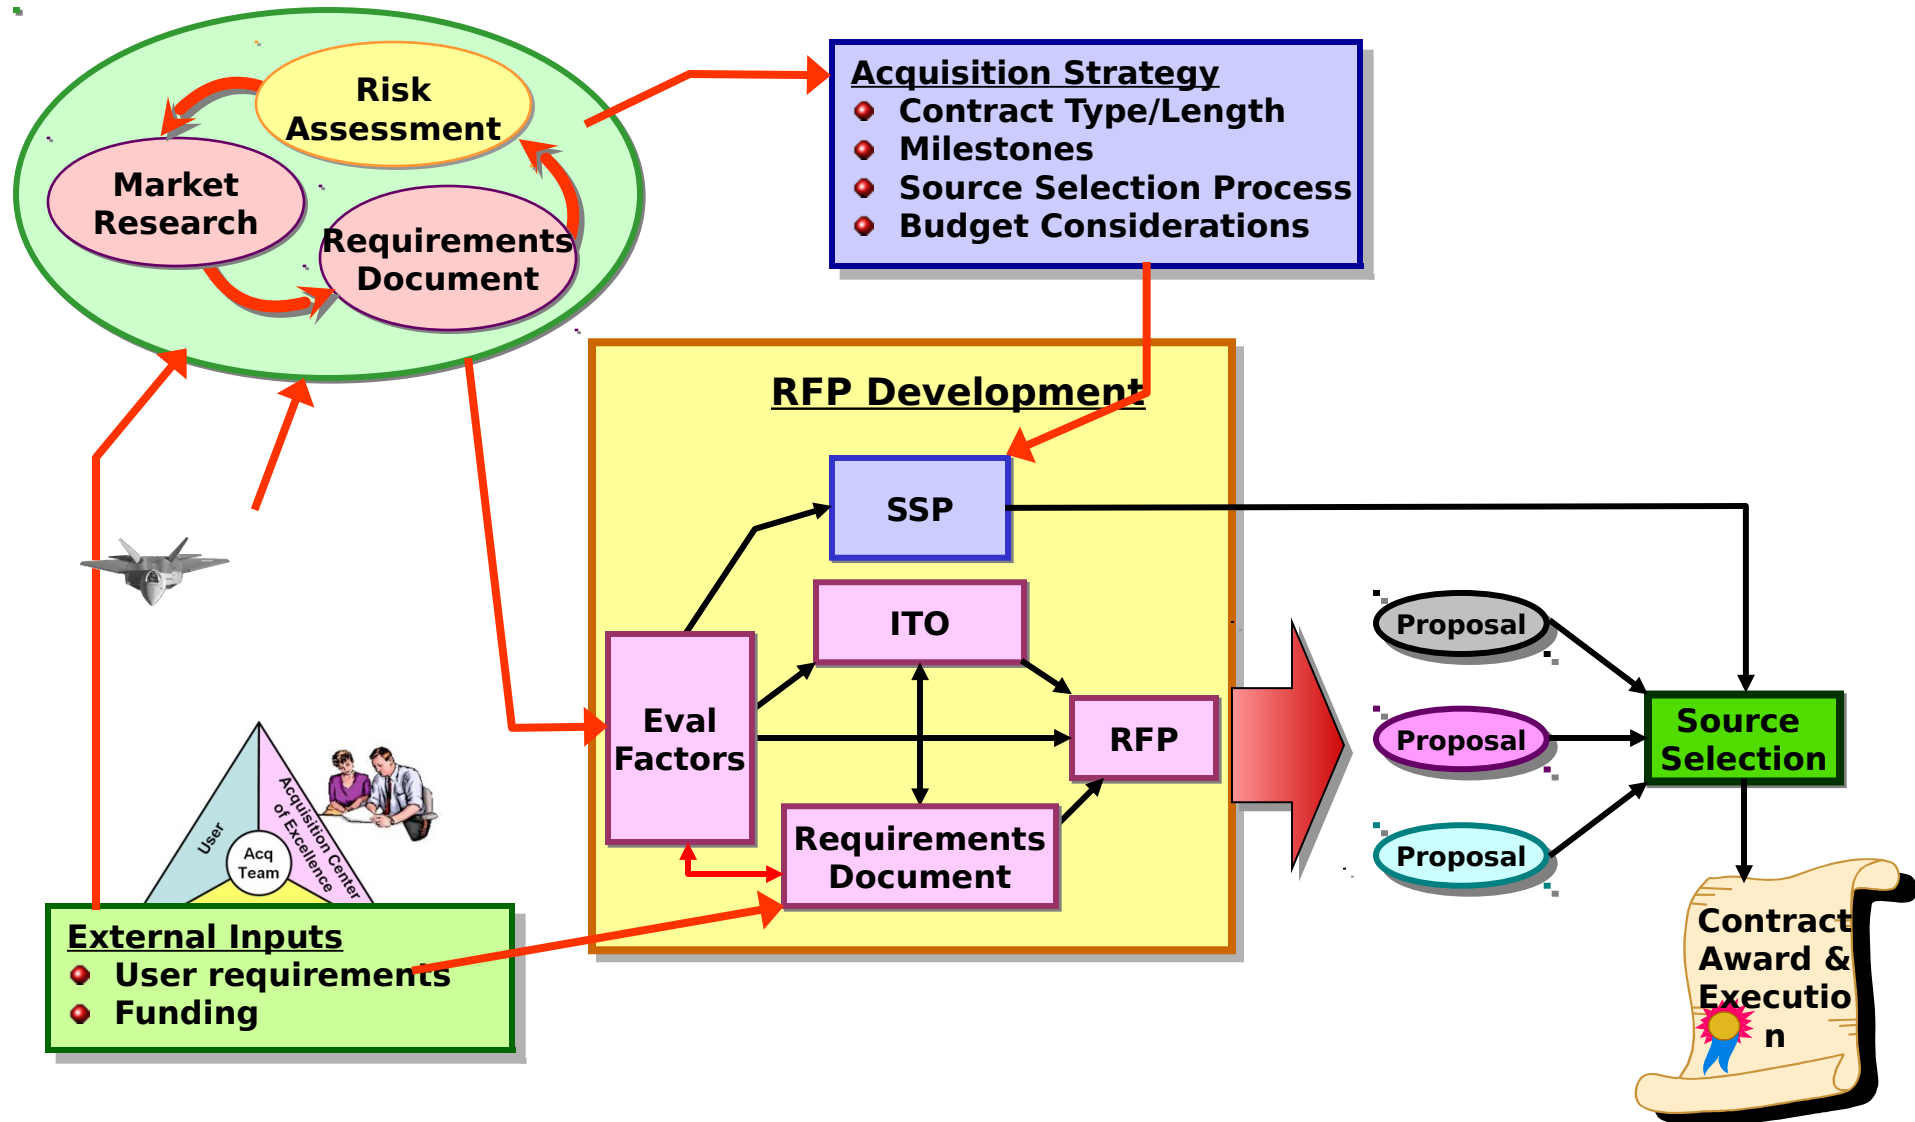 Risk
Assessment
Market
Research
Requirements
Document
Acquisition Strategy
Contract Type/Length
Milestones
Source Selection Process
Budget Considerations
RFP Development
SSP
ITO
Eval
Factors
RFP
Requirements
Document
Proposal
Proposal
Proposal
Source
Selection
Contract
Award &
Executio
n
User
Acquisition Center
of Excellence
Acq
Team
External Inputs
User requirements
Funding